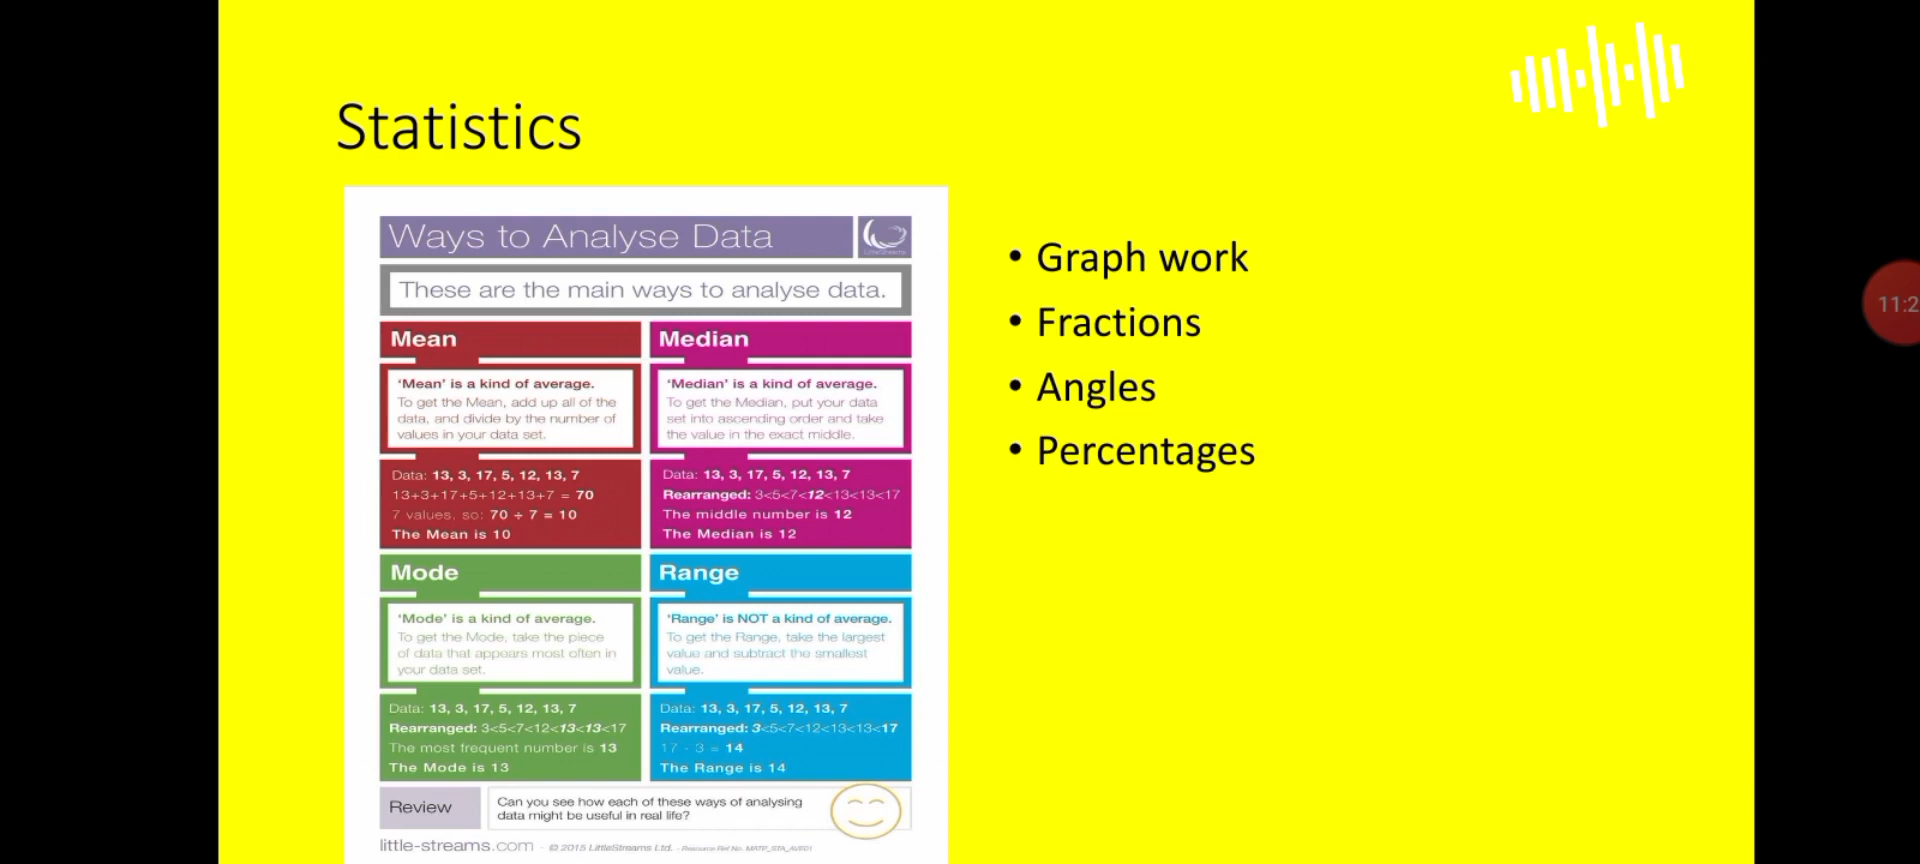 Statistics
Ways to Analyse Data
LittleStreams
These are the main ways to analyse data.
Mean
'Mean' is a kind of average.
To get the Mean, add up all of the
data, and divide by the number of
values in your data set.
Data: 13, 3, 17, 5, 12, 13, 7
13+3+17+5+12+13+7 = 70
7 values, so: 70 ÷ 7 = 10
The Mean is 10
Median
'Median' is a kind of average.
To get the Median, put your data
set into ascending order and take
the value in the exact middle.
Data: 13, 3, 17, 5, 12, 13, 7
Rearranged: 3<5<7<12<13<13<17
The middle number is 12
The Median is 12
Mode
'Mode' is a kind of average.
To get the Mode, take the piece
of data that appears most often in
your data set.
Data: 13, 3, 17, 5, 12, 13, 7
Rearranged: 3<5<7<12<13<13<17
The most frequent number is 13
The Mode is 13
Range
'Range' is NOT a kind of average.
To get the Range, take the largest
value and subtract the smallest
value.
Data: 13, 3, 17, 5, 12, 13, 7
Rearranged: 3<5<7<12<13<13<17
17 - 3 = 14
The Range is 14
Review
Can you see how each of these ways of analysing
data might be useful in real life?
little-streams.com - © 2015 LittleStreams Ltd. - Resource Ref No.
• Graph work
• Fractions
• Angles
• Percentages
11:2